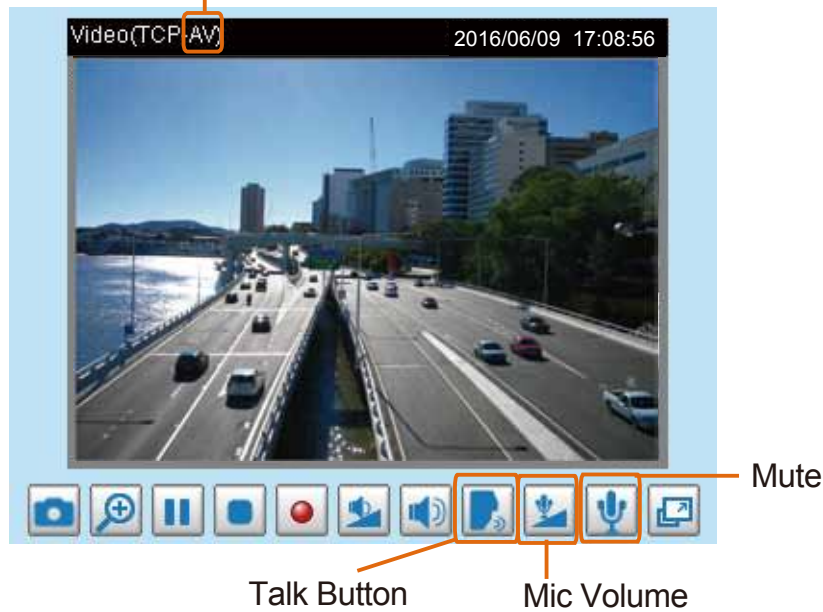 Video(TCP-AV)
2016/06/09 17:08:56
Mute
Talk Button
Mic Volume